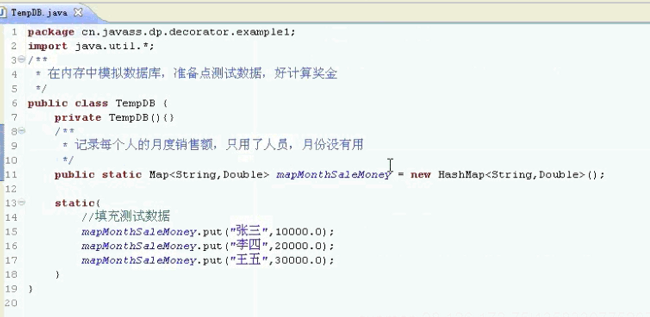 TempDB.java
1 package cn.javass.dp.decorator.example1;
2 import java.util.*;
3 /**
4  * 在内存中模拟数据库，准备点测试数据，好计算奖金
5  */
6 public class TempDB {
7     private TempDB(){}
8     /**
9      * 记录每个人的月度销售额，只用了人员，月份没有用
10      */
11     public static Map<String,Double> mapMonthSaleMoney = new HashMap<String,Double>();
12
13     static{
14         //填充测试数据
15         mapMonthSaleMoney.put("张三",10000.0);
16         mapMonthSaleMoney.put("李四",20000.0);
17         mapMonthSaleMoney.put("王五",30000.0);
18     }
19 }
20